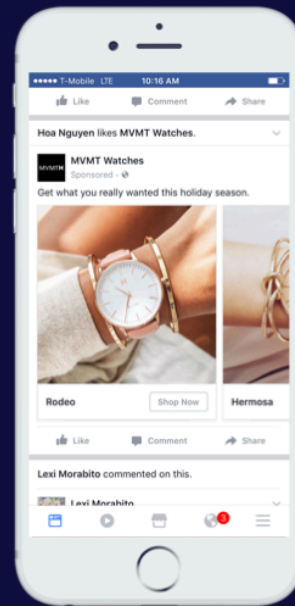 T-Mobile LTE 10:16 AM
Like Comment Share
Hoa Nguyen likes MVMT Watches.
MVMT
MVMT Watches
Sponsored ·
Get what you really wanted this holiday season.
Rodeo Shop Now Hermosa
Like Comment Share
Lexi Morabito commented on this.
Lexi Morabito
3